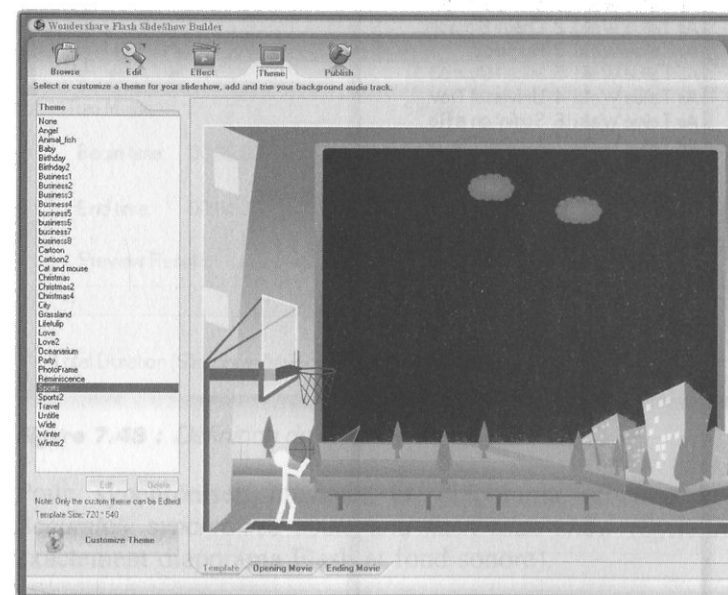 Wondershare Flash SlideShow Builder
Browse Edit Effect Theme Publish
Select or customize a theme for your slideshow, add and trim your background audio track.
Theme
None
Angel
Animal_fish
Baby
Birthday
Birthday2
Business1
Business2
Business3
Business4
business5
business6
business7
business8
Cartoon
Cartoon2
Cat and mouse
Christmas
Christmas2
Christmas4
City
Grassland
Lifetulip
Love
Love2
Oceanarium
Party
PhotoFrame
Reminiscence
Sports
Sports2
Travel
Untitle
Wide
Winter
Winter2
Edit Delete
Note: Only the custom theme can be Edited!
Template Size: 720 * 540
Customize Theme
Template Opening Movie Ending Movie